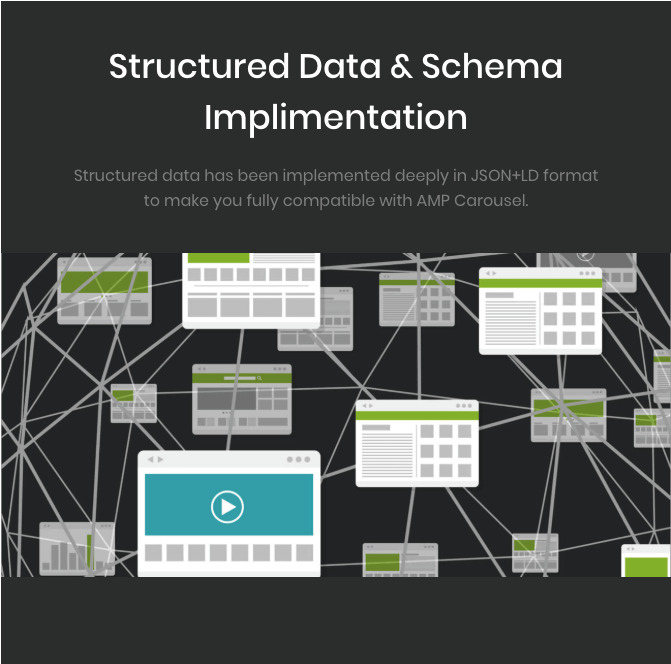 Structured Data & Schema
Implimentation
Structured data has been implemented deeply in JSON+LD format
to make you fully compatible with AMP Carousel.